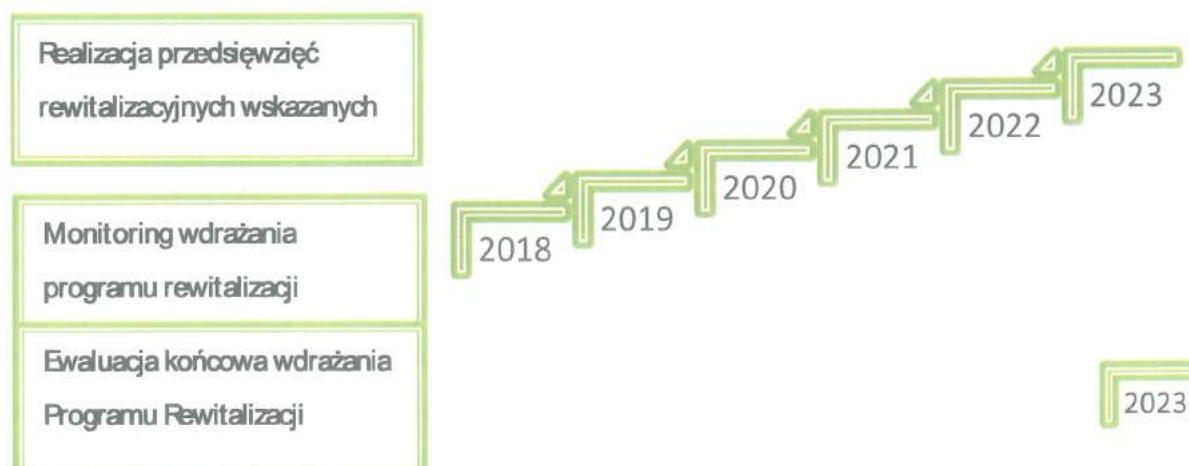 Realizacja przedsięwzięć
rewitalizacyjnych wskazanych
Monitoring wdrażania
programu rewitalizacji
Ewaluacja końcowa wdrażania
Programu Rewitalizacji
2018
2019
2020
2021
2022
2023
2023